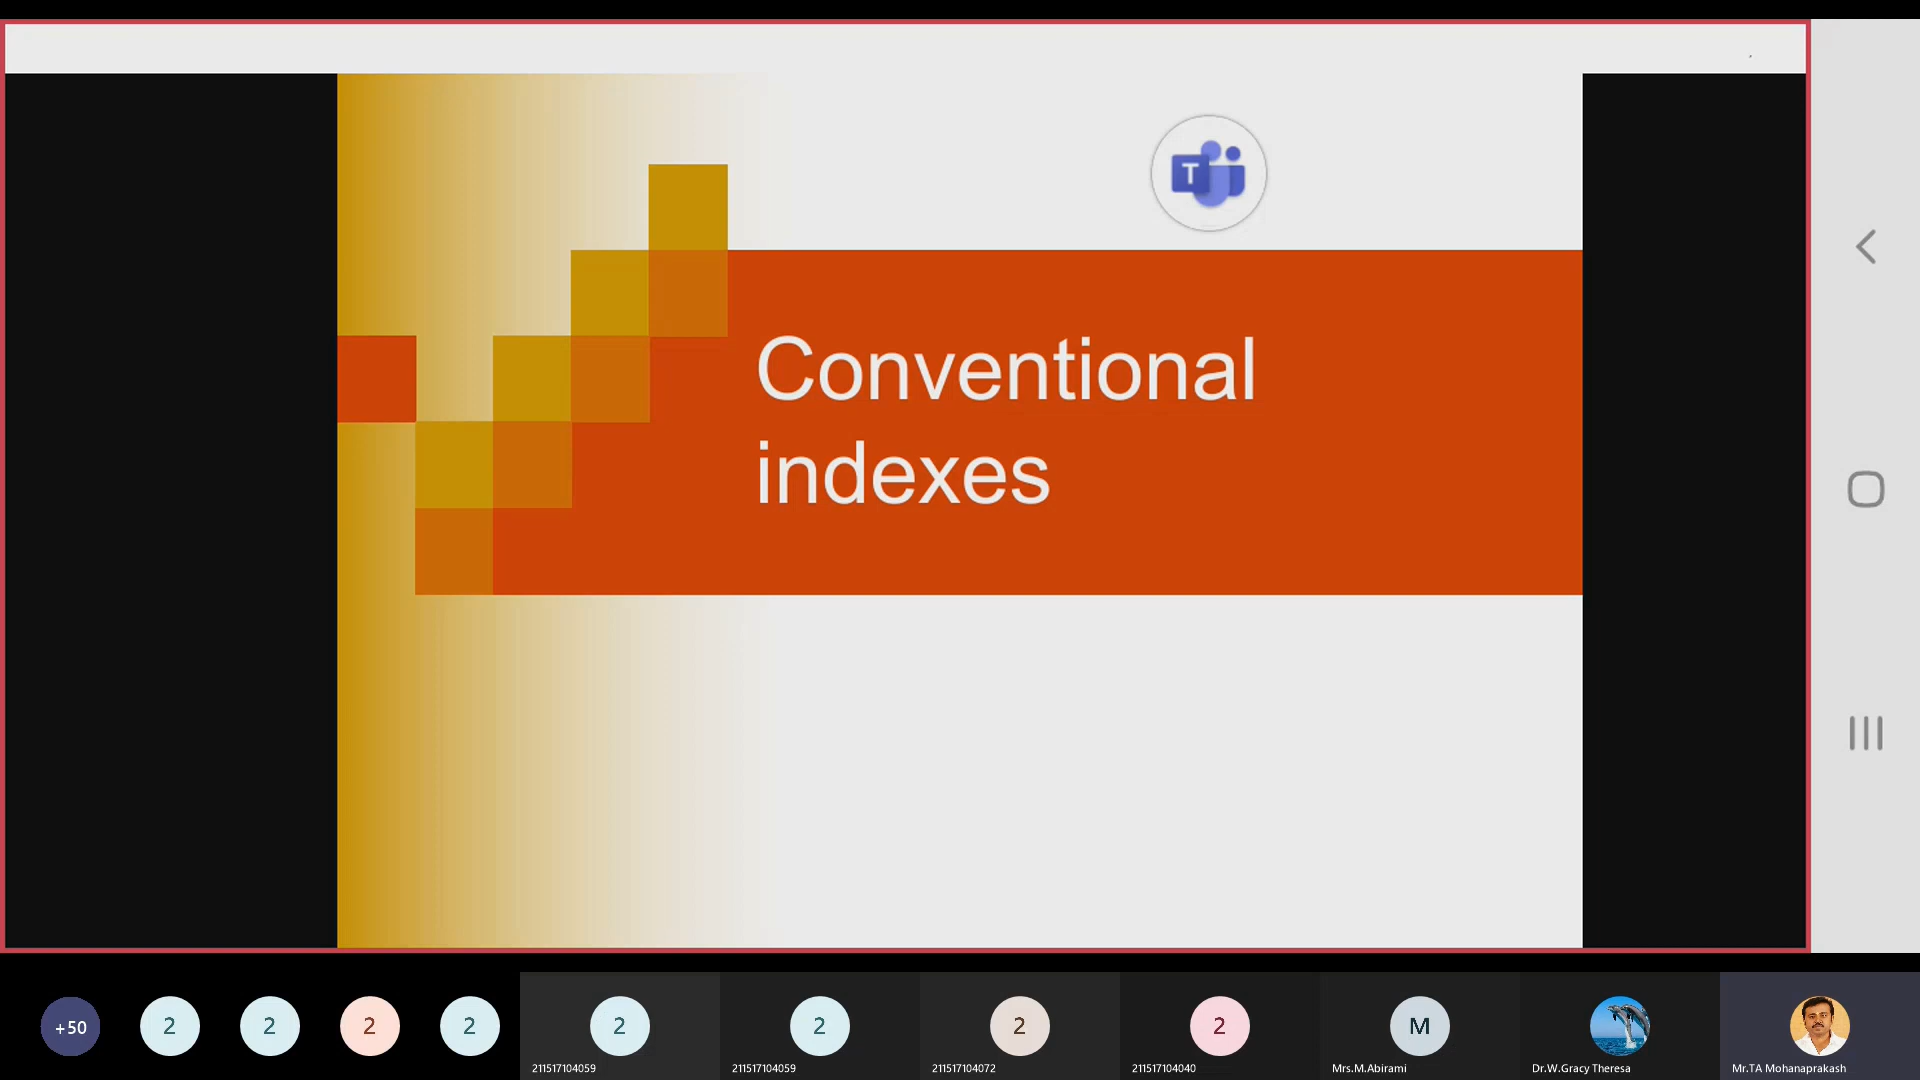 T
Conventional
indexes
+50
2
2
2
2
2
2
2
2
M
211517104059
211517104059
211517104072
211517104040
Mrs.M.Abirami
Dr.W.Gracy Theresa
Mr.TA Mohanaprakash